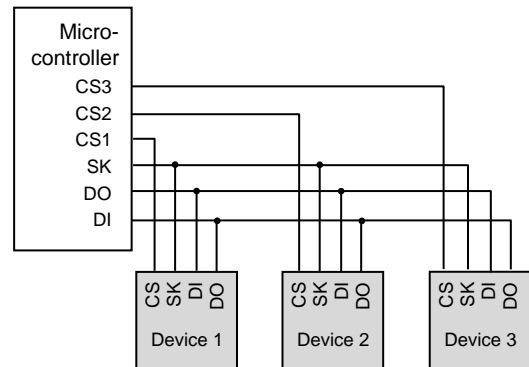 Micro-
controller
CS3
CS2
CS1
SK
DO
DI
CS
SK
DI
DO
Device 1
CS
SK
DI
DO
Device 2
CS
SK
DI
DO
Device 3